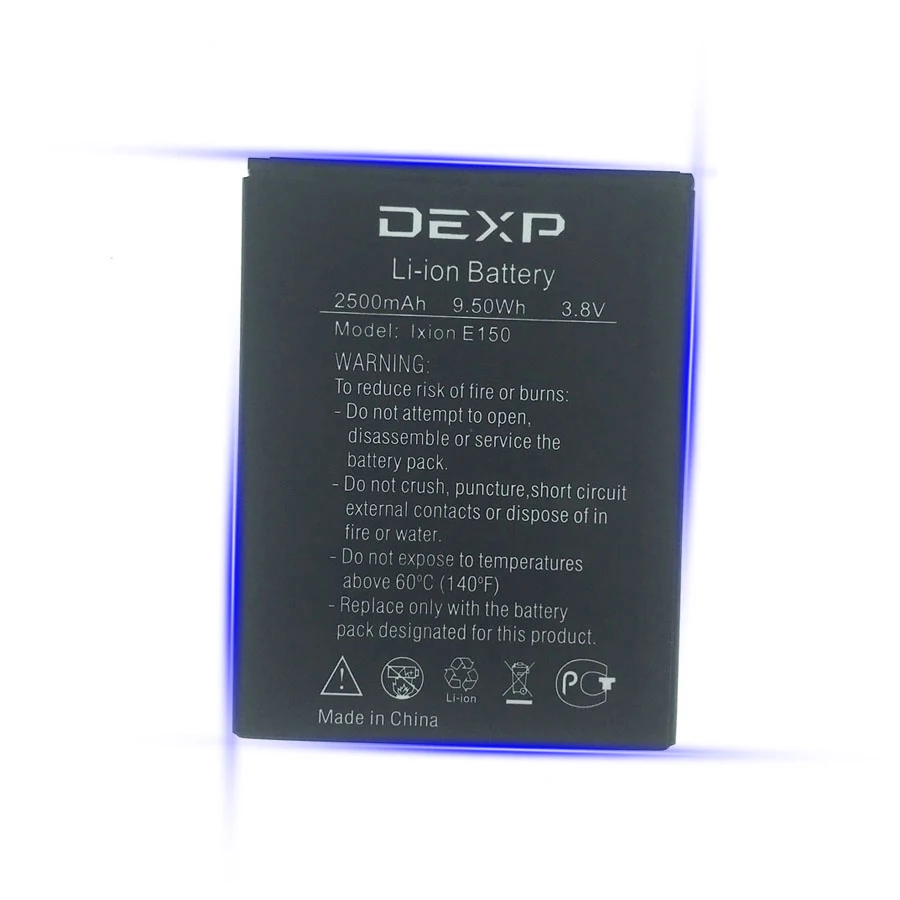 DEXP
Li-ion Battery
2500mAh 9.50Wh 3.8V
Model: Ixion E150
WARNING:
To reduce risk of fire or burns:
- Do not attempt to open,
disassemble or service the
battery pack.
- Do not crush, puncture,short circuit
external contacts or dispose of in
fire or water.
- Do not expose to temperatures
above 60ºC (140ºF)
- Replace only with the battery
pack designated for this product.
Li-ion
РСТ
Made in China